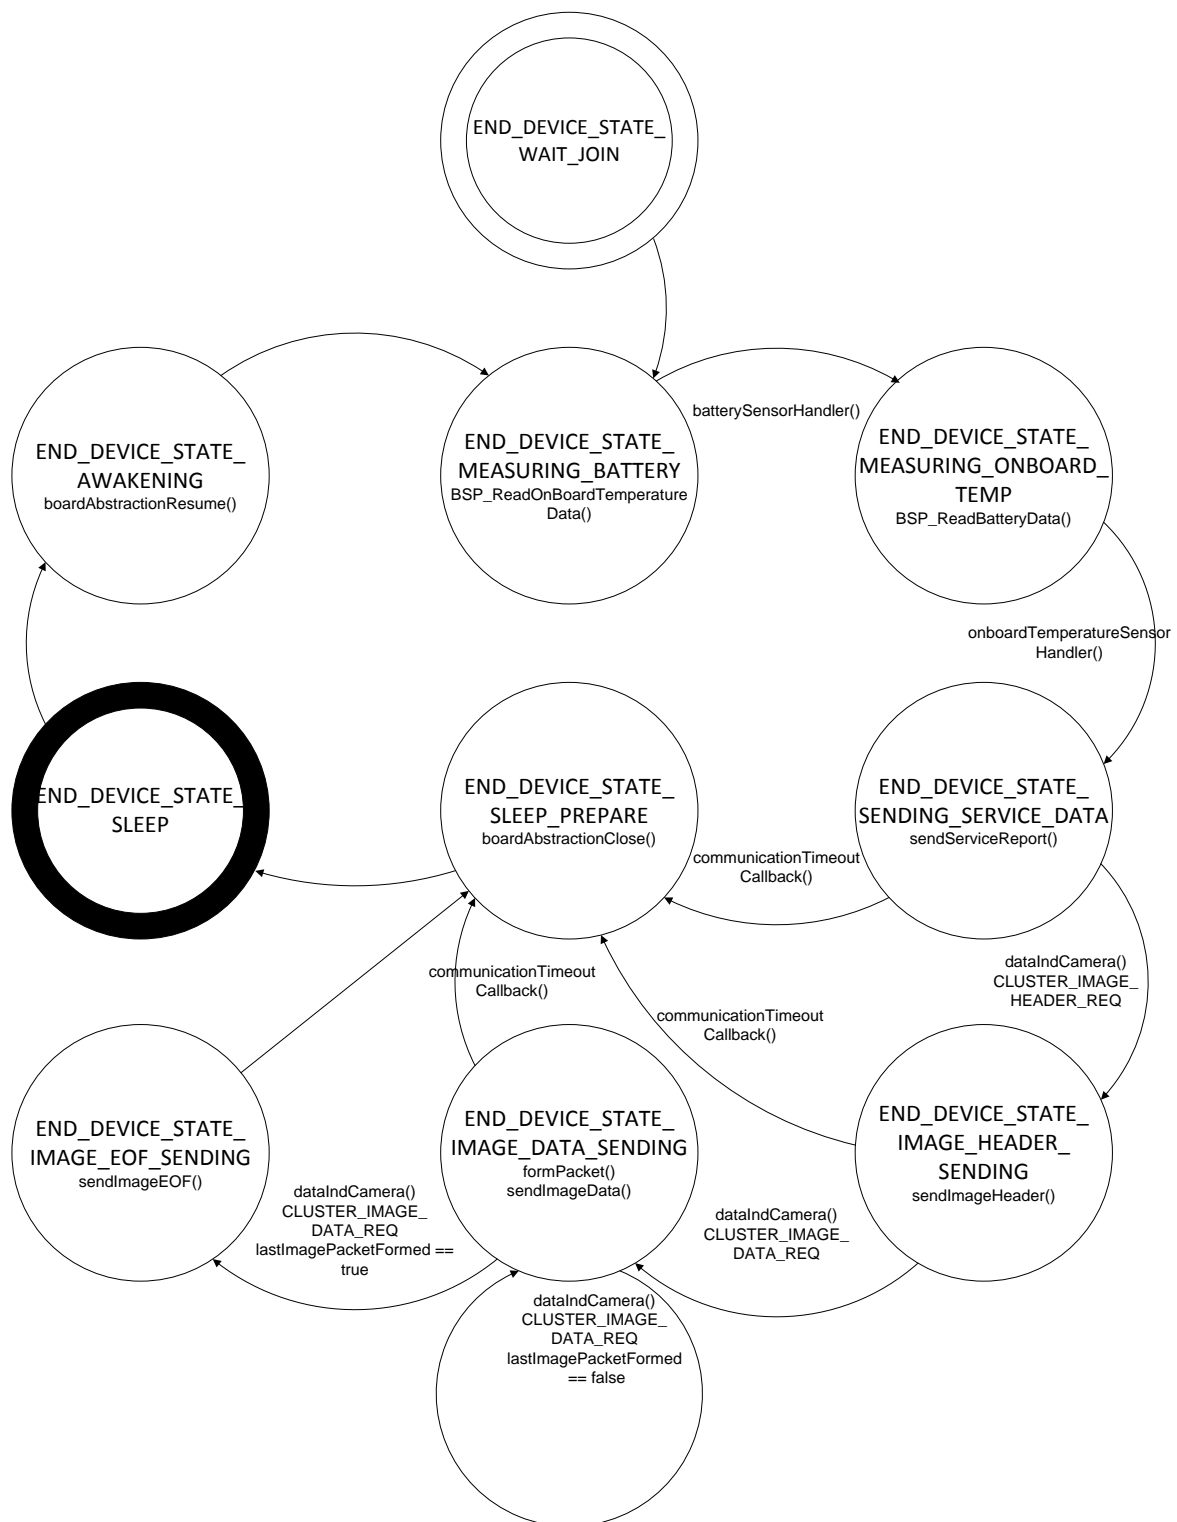 END_DEVICE_STATE_
WAIT_JOIN
END_DEVICE_STATE_
AWAKENING
boardAbstractionResume()
END_DEVICE_STATE_
MEASURING_BATTERY
BSP_ReadOnBoardTemperature
Data()
batterySensorHandler()
END_DEVICE_STATE_
MEASURING_ONBOARD_
TEMP
BSP_ReadBatteryData()
onboardTemperatureSensor
Handler()
END_DEVICE_STATE_
SLEEP
END_DEVICE_STATE_
SLEEP_PREPARE
boardAbstractionClose()
END_DEVICE_STATE_
SENDING_SERVICE_DATA
sendServiceReport()
communicationTimeout
Callback()
communicationTimeout
Callback()
communicationTimeout
Callback()
dataIndCamera()
CLUSTER_IMAGE_
HEADER_REQ
END_DEVICE_STATE_
IMAGE_EOF_SENDING
sendImageEOF()
END_DEVICE_STATE_
IMAGE_DATA_SENDING
formPacket()
sendImageData()
END_DEVICE_STATE_
IMAGE_HEADER_
SENDING
sendImageHeader()
dataIndCamera()
CLUSTER_IMAGE_
DATA_REQ
lastImagePacketFormed ==
true
dataIndCamera()
CLUSTER_IMAGE_
DATA_REQ
dataIndCamera()
CLUSTER_IMAGE_
DATA_REQ
lastImagePacketFormed
== false